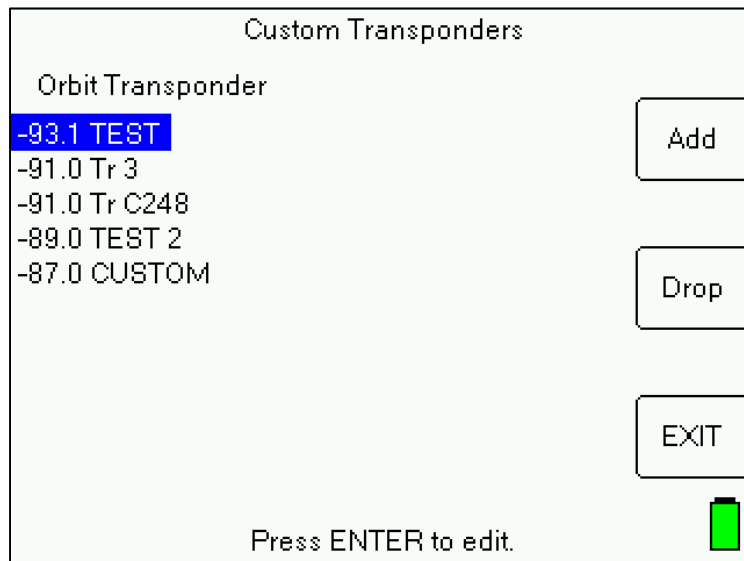 Custom Transponders
Orbit Transponder
-93.1 TEST
-91.0 Tr 3
-91.0 Tr C248
-89.0 TEST 2
-87.0 CUSTOM
Add
Drop
EXIT
Press ENTER to edit.